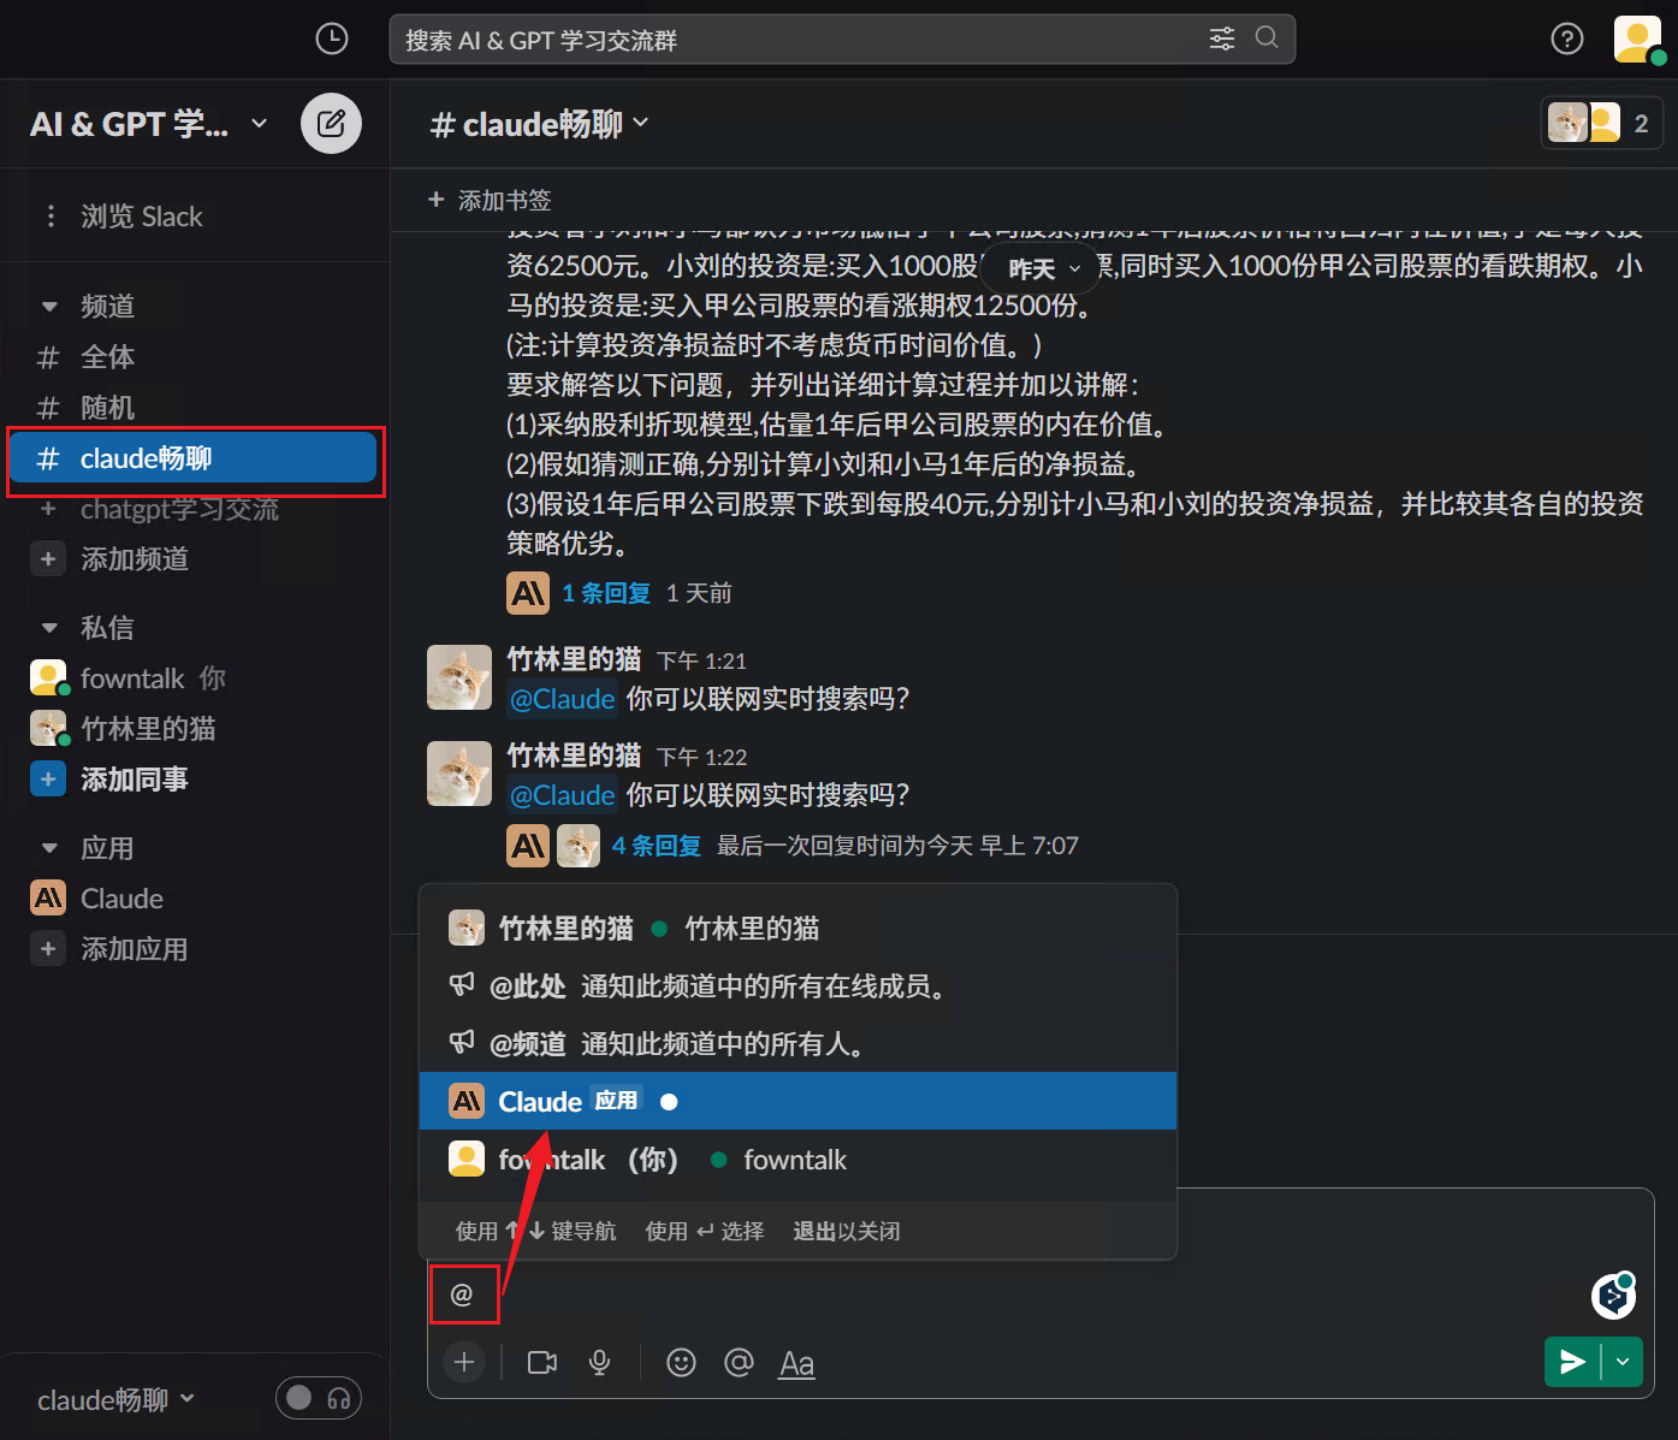 搜索 AI & GPT 学习交流群
AI & GPT 学...
# claude畅聊
2
浏览 Slack
+ 添加书签
频道
# 全体
# 随机
# claude畅聊
+ chatgpt学习交流
+ 添加频道
私信
fowntalk 你
竹林里的猫
+ 添加同事
应用
Claude
+ 添加应用
claude畅聊
资62500元。小刘的投资是:买入1000股
昨天
票,同时买入1000份甲公司股票的看跌期权。小
马的投资是:买入甲公司股票的看涨期杈12500份。
(注:计算投资净损益时不考虑货币时间价值。)
要求解答以下问题，并列出详细计算过程并加以讲解：
(1)采纳股利折现模型,估量1年后甲公司股票的内在价值。
(2)假如猜测正确,分别计算小刘和小马1年后的净损益。
(3)假设1年后甲公司股票下跌到每股40元,分别计小马和小刘的投资净损益，并比较其各自的投资
策略优劣。
1 条回复 1 天前
竹林里的猫 下午 1:21
@Claude 你可以联网实时搜索吗?
竹林里的猫 下午 1:22
@Claude 你可以联网实时搜索吗?
4 条回复 最后一次回复时间为今天 早上 7:07
竹林里的猫 竹林里的猫
@此处 通知此频道中的所有在线成员。
@频道 通知此频道中的所有人。
Claude 应用
fowntalk （你） fowntalk
使用 ↑ ↓ 键导航 使用 ↵ 选择 退出以关闭
@
Aa